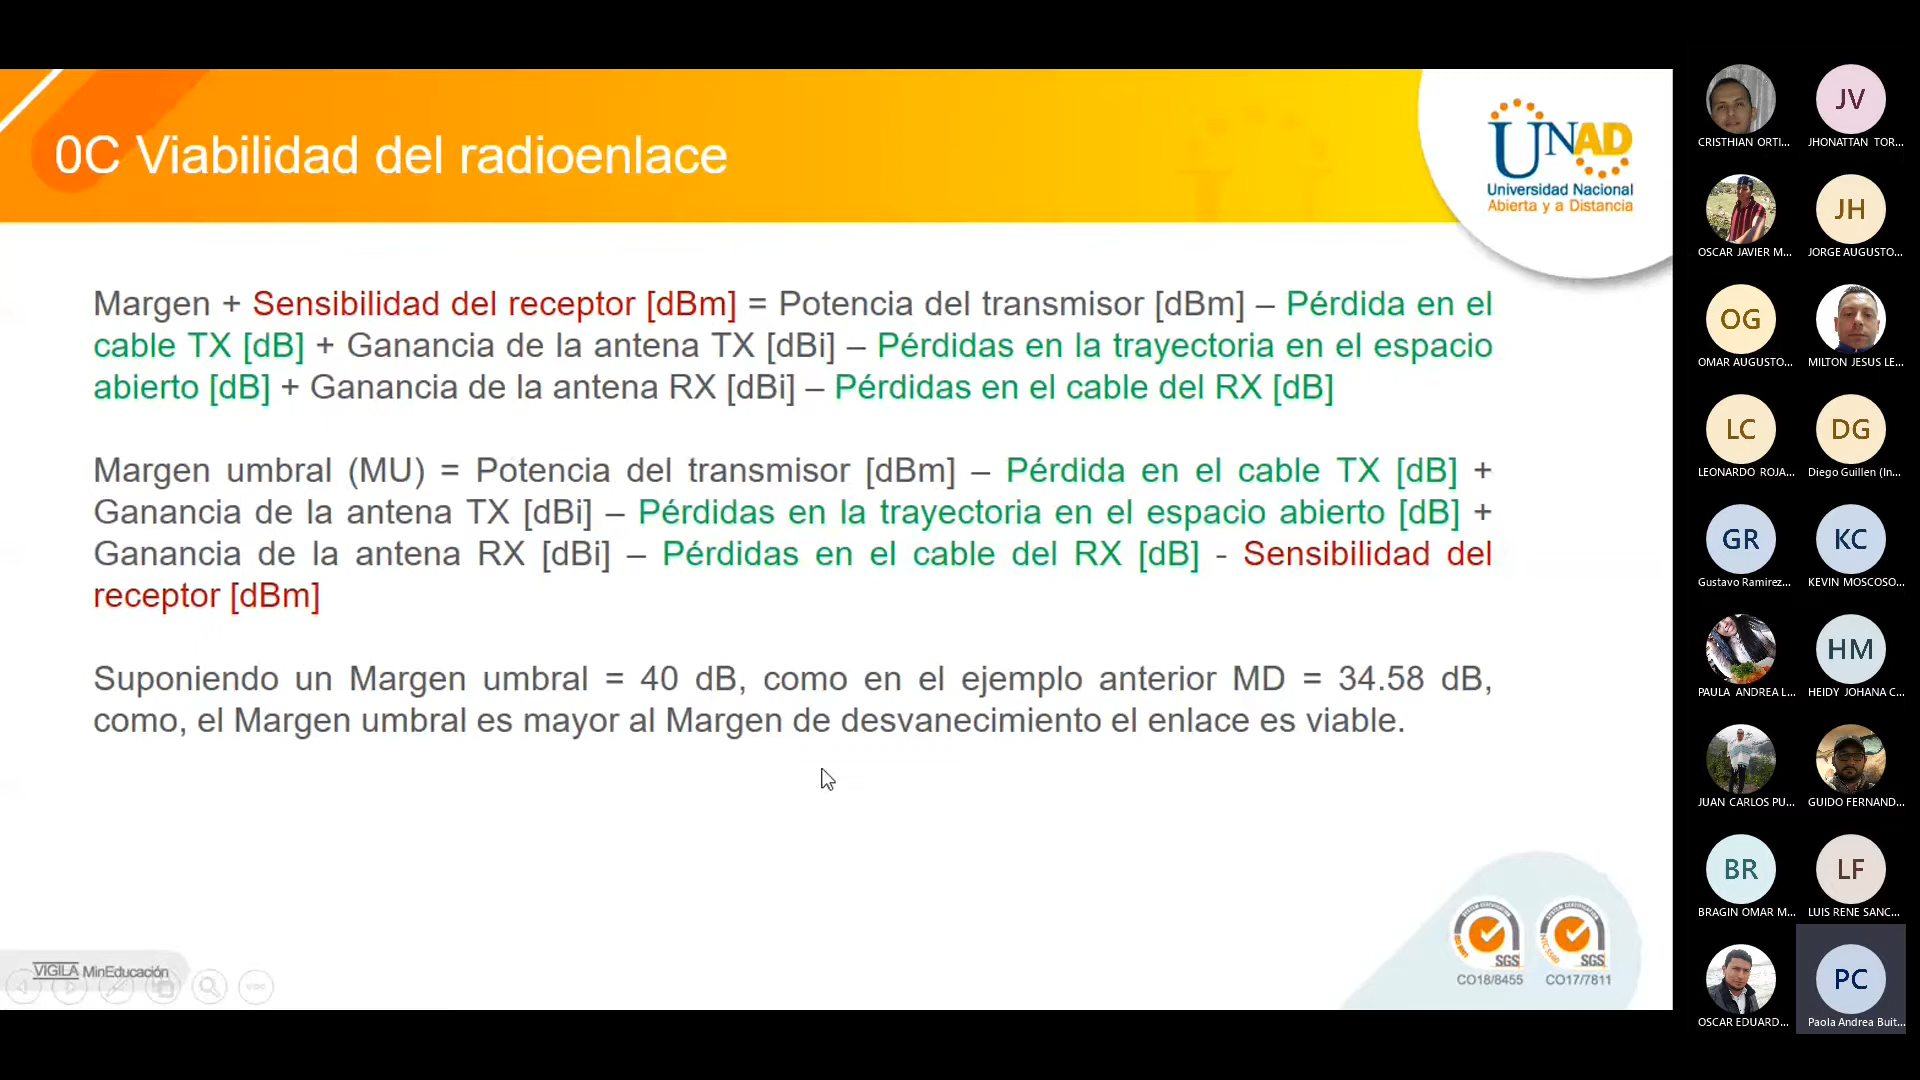 0C Viabilidad del radioenlace
UNAD
Universidad Nacional
Abierta y a Distancia
Margen + Sensibilidad del receptor [dBm] = Potencia del transmisor [dBm] – Pérdida en el
cable TX [dB] + Ganancia de la antena TX [dBi] – Pérdidas en la trayectoria en el espacio
abierto [dB] + Ganancia de la antena RX [dBi] – Pérdidas en el cable del RX [dB]
Margen umbral (MU) = Potencia del transmisor [dBm] – Pérdida en el cable TX [dB] +
Ganancia de la antena TX [dBi] – Pérdidas en la trayectoria en el espacio abierto [dB] +
Ganancia de la antena RX [dBi] – Pérdidas en el cable del RX [dB] - Sensibilidad del
receptor [dBm]
Suponiendo un Margen umbral = 40 dB, como en el ejemplo anterior MD = 34.58 dB,
como, el Margen umbral es mayor al Margen de desvanecimiento el enlace es viable.
VIGILA MinEducación
SGS
SGS
CO18/8455
CO17/7811
CRISTHIAN ORTI...
JV
JHONATTAN TOR...
OSCAR JAVIER M...
JH
JORGE AUGUSTO...
OG
OMAR AUGUSTO...
MILTON JESUS LE...
LC
LEONARDO ROJA...
DG
Diego Guillen (In...
GR
Gustavo Ramirez...
KC
KEVIN MOSCOSO...
PAULA ANDREA L...
HM
HEIDY JOHANA C...
JUAN CARLOS PU...
GUIDO FERNAND...
BR
BRAGIN OMAR M...
LF
LUIS RENE SANC...
OSCAR EDUARD...
PC
Paola Andrea Buit...